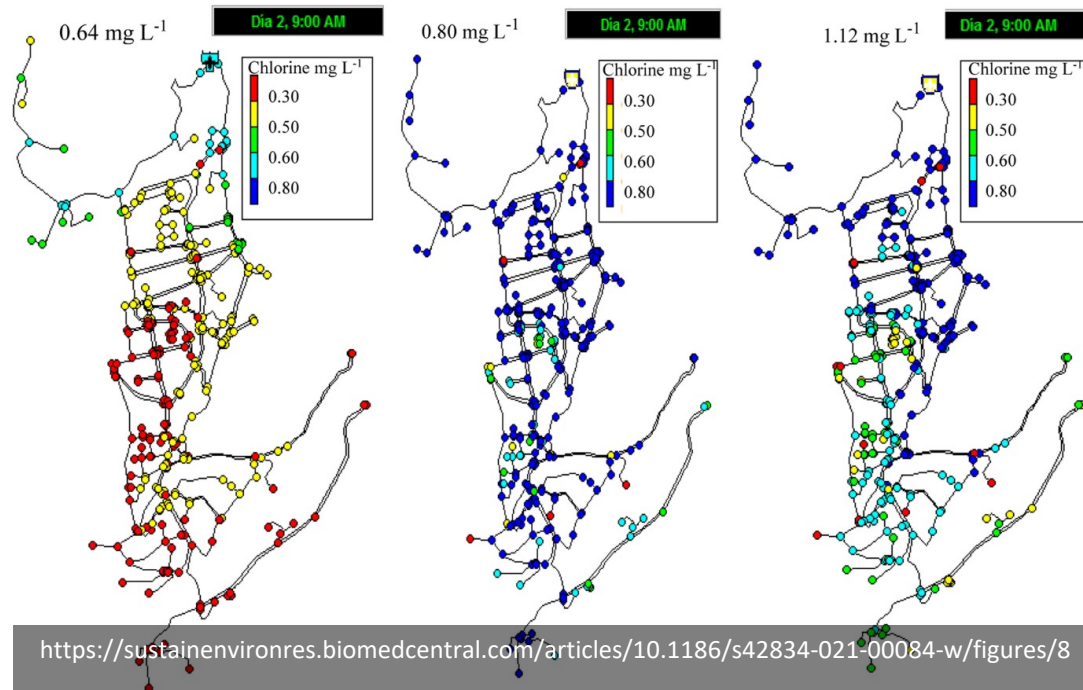 0.64 mg L-1
Dia 2, 9:00 AM
Chlorine mg L-1
0.30
0.50
0.60
0.80
0.80 mg L-1
Dia 2, 9:00 AM
Chlorine mg L-1
0.30
0.50
0.60
0.80
1.12 mg L-1
Dia 2, 9:00 AM
Chlorine mg L-1
0.30
0.50
0.60
0.80
https://sustainenvironres.biomedcentral.com/articles/10.1186/s42834-021-00084-w/figures/8